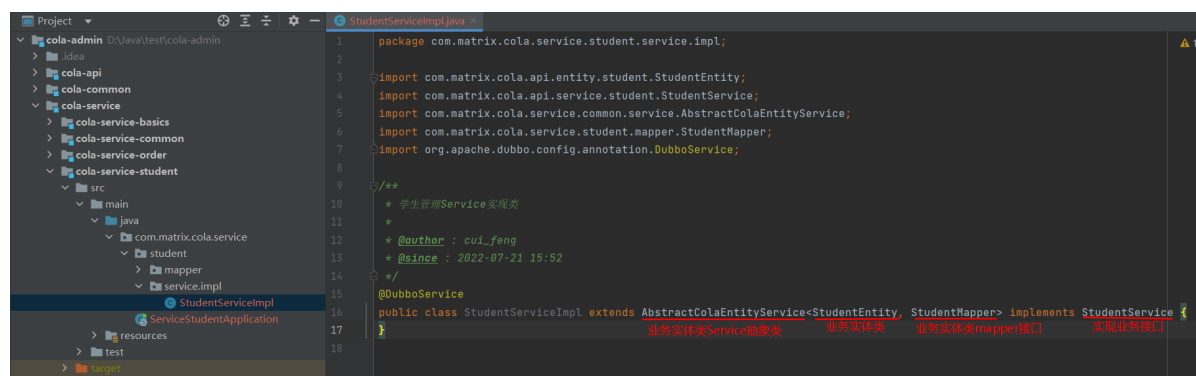 Project
StudentServiceImpl.java
cola-admin D:\Java\test\cola-admin
.idea
cola-api
cola-common
cola-service
cola-service-basics
cola-service-common
cola-service-order
cola-service-student
src
main
java
com.matrix.cola.service
student
mapper
service.impl
StudentServiceImpl
ServiceStudentApplication
resources
test
target
1 package com.matrix.cola.service.student.service.impl;
2
3 import com.matrix.cola.api.entity.student.StudentEntity;
4 import com.matrix.cola.api.service.student.StudentService;
5 import com.matrix.cola.service.common.service.AbstractColaEntityService;
6 import com.matrix.cola.service.student.mapper.StudentMapper;
7 import org.apache.dubbo.config.annotation.DubboService;
8
9 /**
10 * 学生管理Service实现类
11 *
12 * @author : cui_feng
13 * @since : 2022-07-21 15:52
14 */
15 @DubboService
16 public class StudentServiceImpl extends AbstractColaEntityService<StudentEntity, StudentMapper> implements StudentService {
17 } 业务实体类Service抽象类 业务实体类 业务实体类mapper接口 实现业务接口
18
1